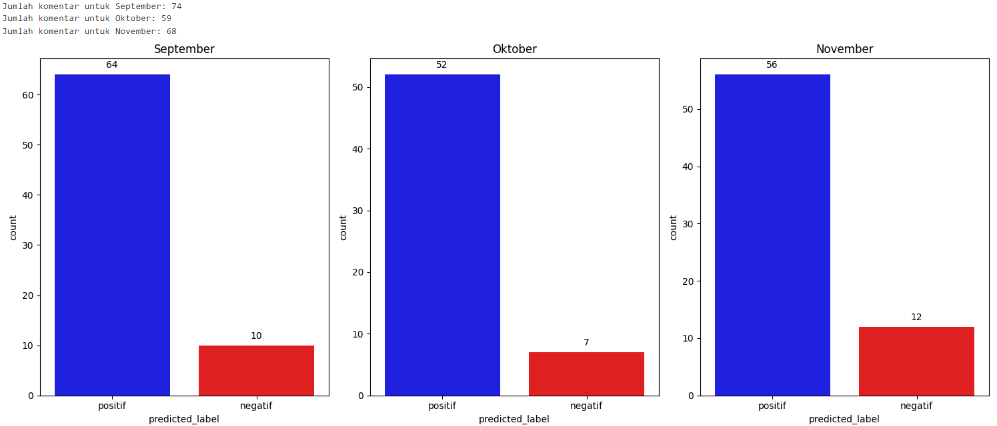 Jumlah komentar untuk September: 74
Jumlah komentar untuk Oktober: 59
Jumlah komentar untuk November: 68
September
64
10
60
50
40
30
20
10
0
count
positif
negatif
predicted_label
Oktober
52
7
50
40
30
20
10
0
count
positif
negatif
predicted_label
November
56
12
50
40
30
20
10
0
count
positif
negatif
predicted_label